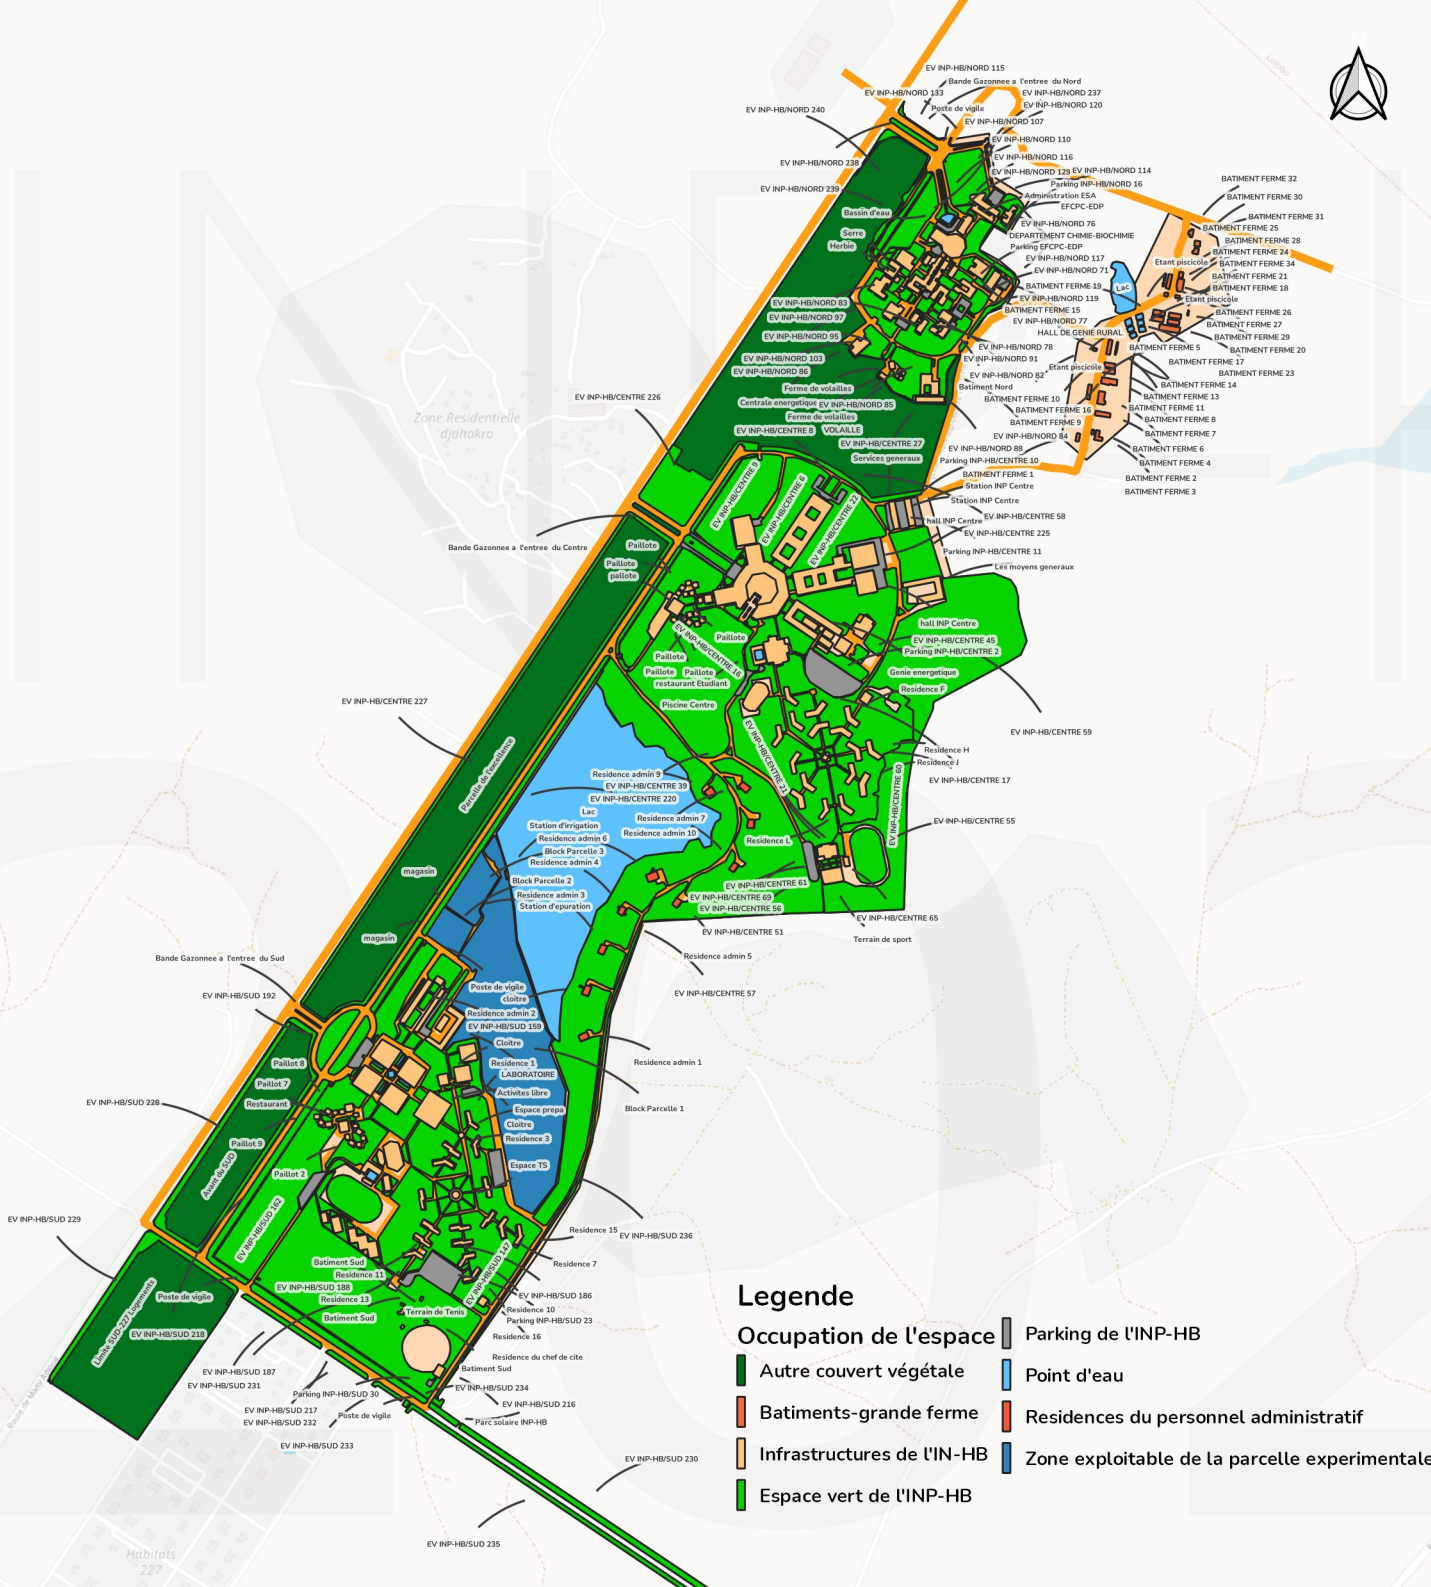 N
Loloba
EV INP-HB/NORD 115
Bande Gazonnee a l'entree du Nord
EV INP-HB/NORD 133
EV INP-HB/NORD 237
EV INP-HB/NORD 240
Poste de vigile
EV INP-HB/NORD 120
EV INP-HB/NORD 107
EV INP-HB/NORD 110
EV INP-HB/NORD 238
EV INP-HB/NORD 116
EV INP-HB/NORD 129
EV INP-HB/NORD 114
EV INP-HB/NORD 239
Parking INP-HB/NORD 16
BATIMENT FERME 32
Administration ESA
BATIMENT FERME 30
EFCPC-EDP
Bassin d'eau
EV INP-HB/NORD 76
BATIMENT FERME 31
BATIMENT FERME 25
Serre
DEPARTEMENT CHIMIE-BIOCHIMIE
BATIMENT FERME 28
Herbie
Parking EFCPC-EDP
BATIMENT FERME 24
EV INP-HB/NORD 117
Etant piscicole
BATIMENT FERME 34
EV INP-HB/NORD 71
BATIMENT FERME 21
BATIMENT FERME 19
Lac
BATIMENT FERME 18
EV INP-HB/NORD 83
EV INP-HB/NORD 119
Etant piscicole
BATIMENT FERME 15
BATIMENT FERME 26
EV INP-HB/NORD 97
EV INP-HB/NORD 77
BATIMENT FERME 27
EV INP-HB/NORD 95
HALL DE GENIE RURAL
BATIMENT FERME 29
EV INP-HB/NORD 78
BATIMENT FERME 5
BATIMENT FERME 20
EV INP-HB/NORD 103
EV INP-HB/NORD 91
BATIMENT FERME 17
EV INP-HB/NORD 86
Etant piscicole
BATIMENT FERME 23
EV INP-HB/NORD 82
Ferme de volailles
Batiment Nord
BATIMENT FERME 14
Centrale energetique
EV INP-HB/NORD 85
BATIMENT FERME 10
BATIMENT FERME 13
EV INP-HB/CENTRE 226
BATIMENT FERME 16
BATIMENT FERME 11
Ferme de volailles
BATIMENT FERME 9
BATIMENT FERME 8
EV INP-HB/CENTRE 8
VOLAILLE
EV INP-HB/NORD 84
BATIMENT FERME 7
Zone Residentielle
djahakro
EV INP-HB/CENTRE 27
EV INP-HB/NORD 88
BATIMENT FERME 6
Services generaux
Parking INP-HB/CENTRE 10
BATIMENT FERME 4
BATIMENT FERME 1
BATIMENT FERME 2
Station INP Centre
BATIMENT FERME 3
Station INP Centre
EV INP-HB/CENTRE 9
EV INP-HB/CENTRE 6
EV INP-HB/CENTRE 22
hall INP Centre
EV INP-HB/CENTRE 58
EV INP-HB/CENTRE 225
Bande Gazonnee a l'entree du Centre
Paillote
Parking INP-HB/CENTRE 11
Paillote
Les moyens generaux
pallote
hall INP Centre
EV INP-HB/CENTRE 16
Paillote
EV INP-HB/CENTRE 45
Parking INP-HB/CENTRE 2
Paillote
Paillote
Paillote
Genie energetique
restaurant Etudiant
Residence F
EV INP-HB/CENTRE 227
Piscine Centre
EV INP-HB/CENTRE 59
EV INP-HB/CENTRE 21
Residence H
Residence J
Parcelle de l'excellence
Residence admin 9
EV INP-HB/CENTRE 17
EV INP-HB/CENTRE 39
EV INP-HB/CENTRE 60
EV INP-HB/CENTRE 220
Lac
Residence admin 7
EV INP-HB/CENTRE 55
Station d'irrigation
Residence admin 10
Residence admin 6
Residence L
Block Parcelle 3
Residence admin 4
magasin
Block Parcelle 2
EV INP-HB/CENTRE 61
Residence admin 3
EV INP-HB/CENTRE 69
Station d'epuration
EV INP-HB/CENTRE 56
EV INP-HB/CENTRE 65
EV INP-HB/CENTRE 51
magasin
Terrain de sport
Bande Gazonnee a l'entree du Sud
Residence admin 5
Poste de vigile
EV INP-HB/CENTRE 57
EV INP-HB/SUD 192
cloitre
Residence admin 2
EV INP-HB/SUD 159
Cloitre
Paillot 8
Residence 1
Residence admin 1
LABORATOIRE
Paillot 7
Activites libre
EV INP-HB/SUD 228
Restaurant
Espace prepa
Block Parcelle 1
Cloitre
Paillot 9
Residence 3
Avant du SUD
Paillot 2
Espace TS
EV INP-HB/SUD 229
EV INP-HB/SUD 162
Residence 15
EV INP-HB/SUD 236
EV INP-HB/SUD 147
Batiment Sud
Residence 7
Residence 11
EV INP-HB/SUD 188
Limite SUD-227 Logements
Poste de vigile
Residence 13
EV INP-HB/SUD 186
Terrain de Tenis
Residence 10
Batiment Sud
Parking INP-HB/SUD 23
EV INP-HB/SUD 218
Residence 16
Residence du chef de cite
EV INP-HB/SUD 187
Batiment Sud
EV INP-HB/SUD 231
EV INP-HB/SUD 234
Parking INP-HB/SUD 30
EV INP-HB/SUD 216
EV INP-HB/SUD 217
Poste de vigile
EV INP-HB/SUD 232
Parc solaire INP-HB
EV INP-HB/SUD 233
EV INP-HB/SUD 230
EV INP-HB/SUD 235
Habitats
227
Legende
Occupation de l'espace
Autre couvert végétale
Batiments-grande ferme
Infrastructures de l'IN-HB
Espace vert de l'INP-HB
Parking de l'INP-HB
Point d'eau
Residences du personnel administratif
Zone exploitable de la parcelle experimentale